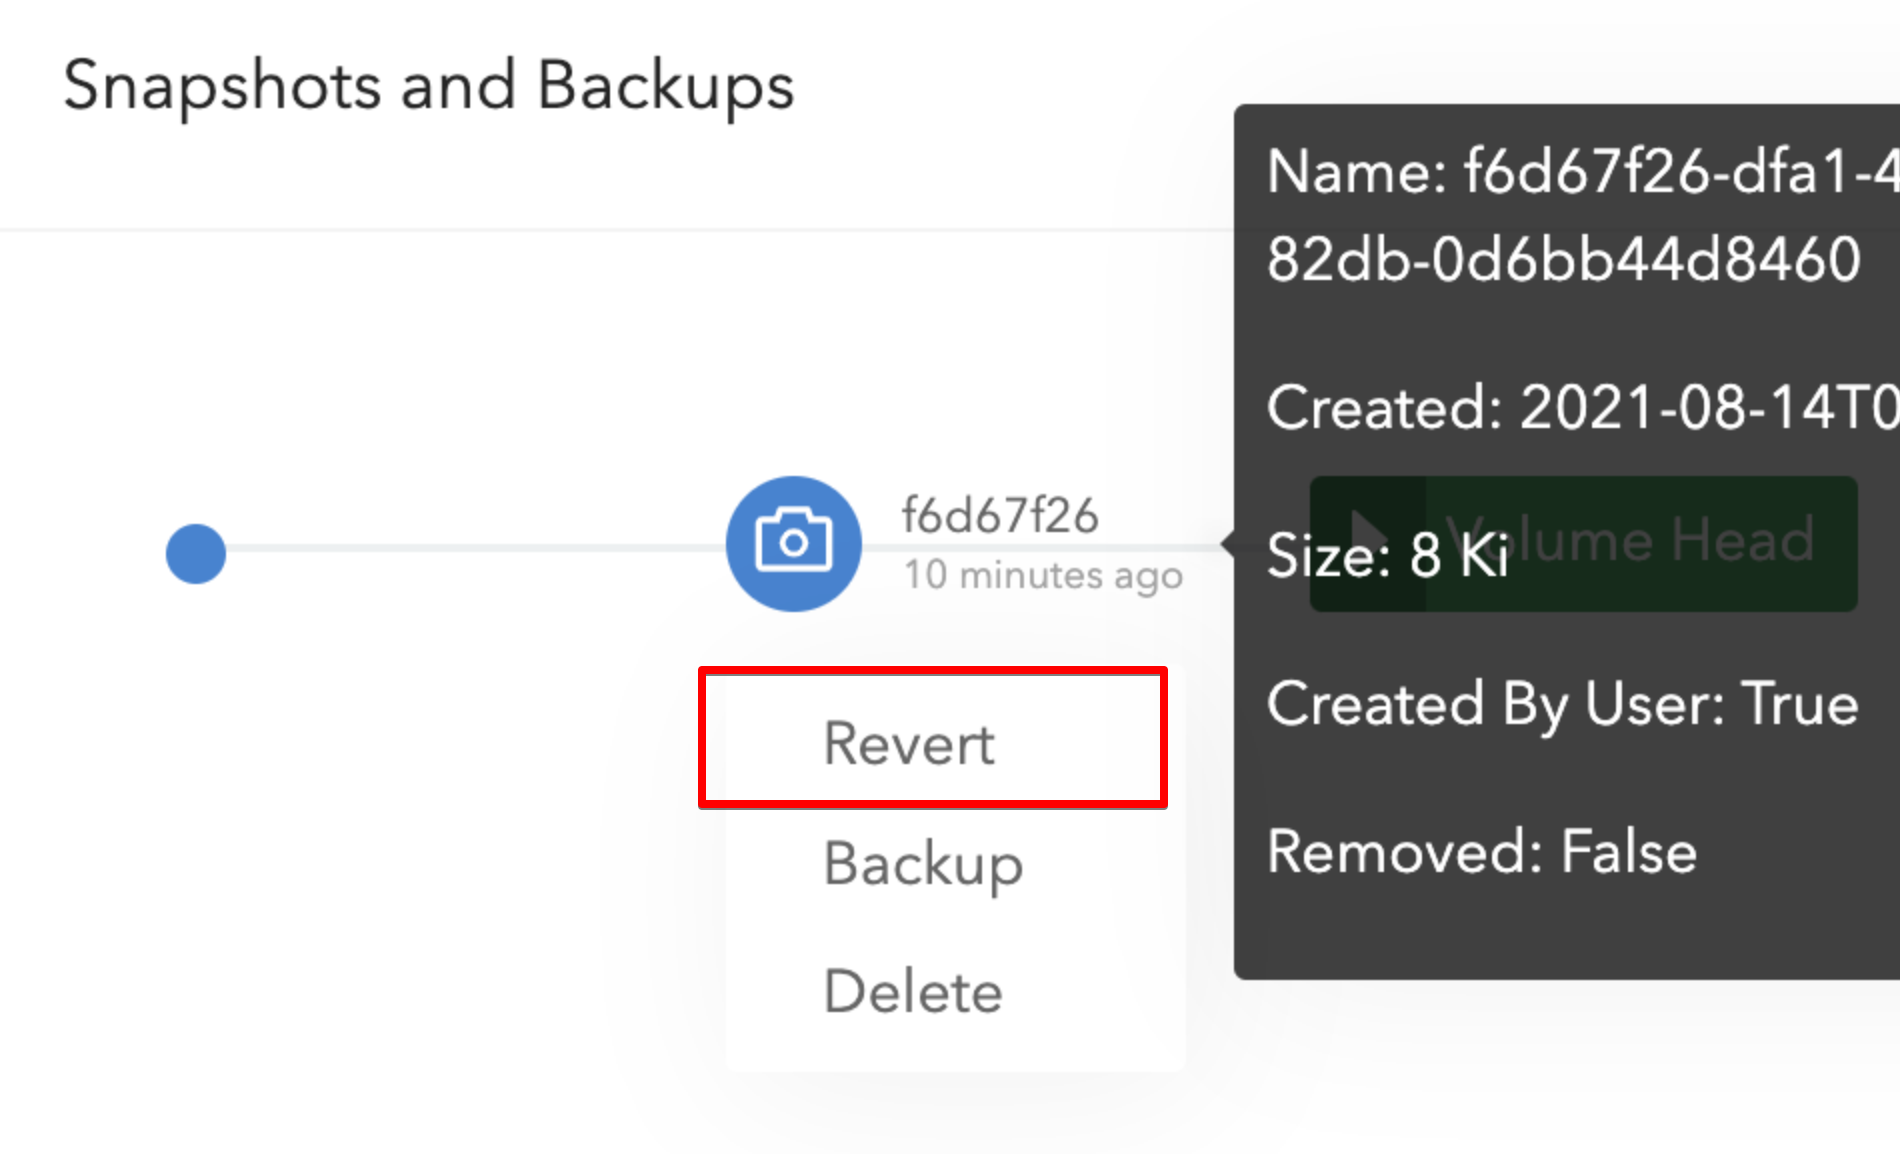 Snapshots and Backups
Name: f6d67f26-dfa1-4
82db-0d6bb44d8460
Created: 2021-08-14T0
f6d67f26
10 minutes ago
Volume Head
Size: 8 Ki
Created By User: True
Removed: False
Revert
Backup
Delete